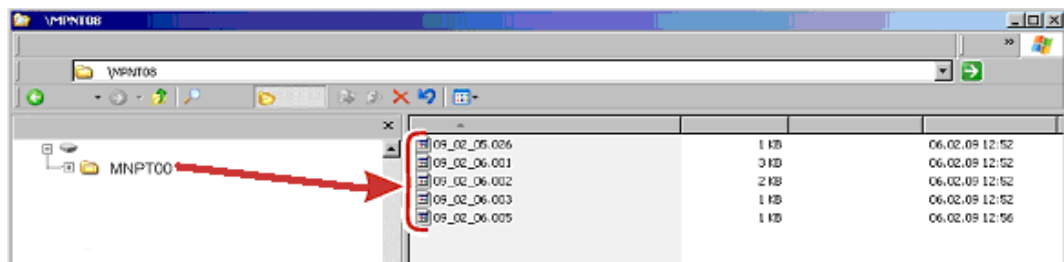 \MPNT08
»
\MPNT08
MNPT00
09_02_05.026 1 KB 06.02.09 12:52
09_02_06.001 3 KB 06.02.09 12:52
09_02_06.002 2 KB 06.02.09 12:52
09_02_06.003 1 KB 06.02.09 12:52
09_02_06.005 1 KB 06.02.09 12:56